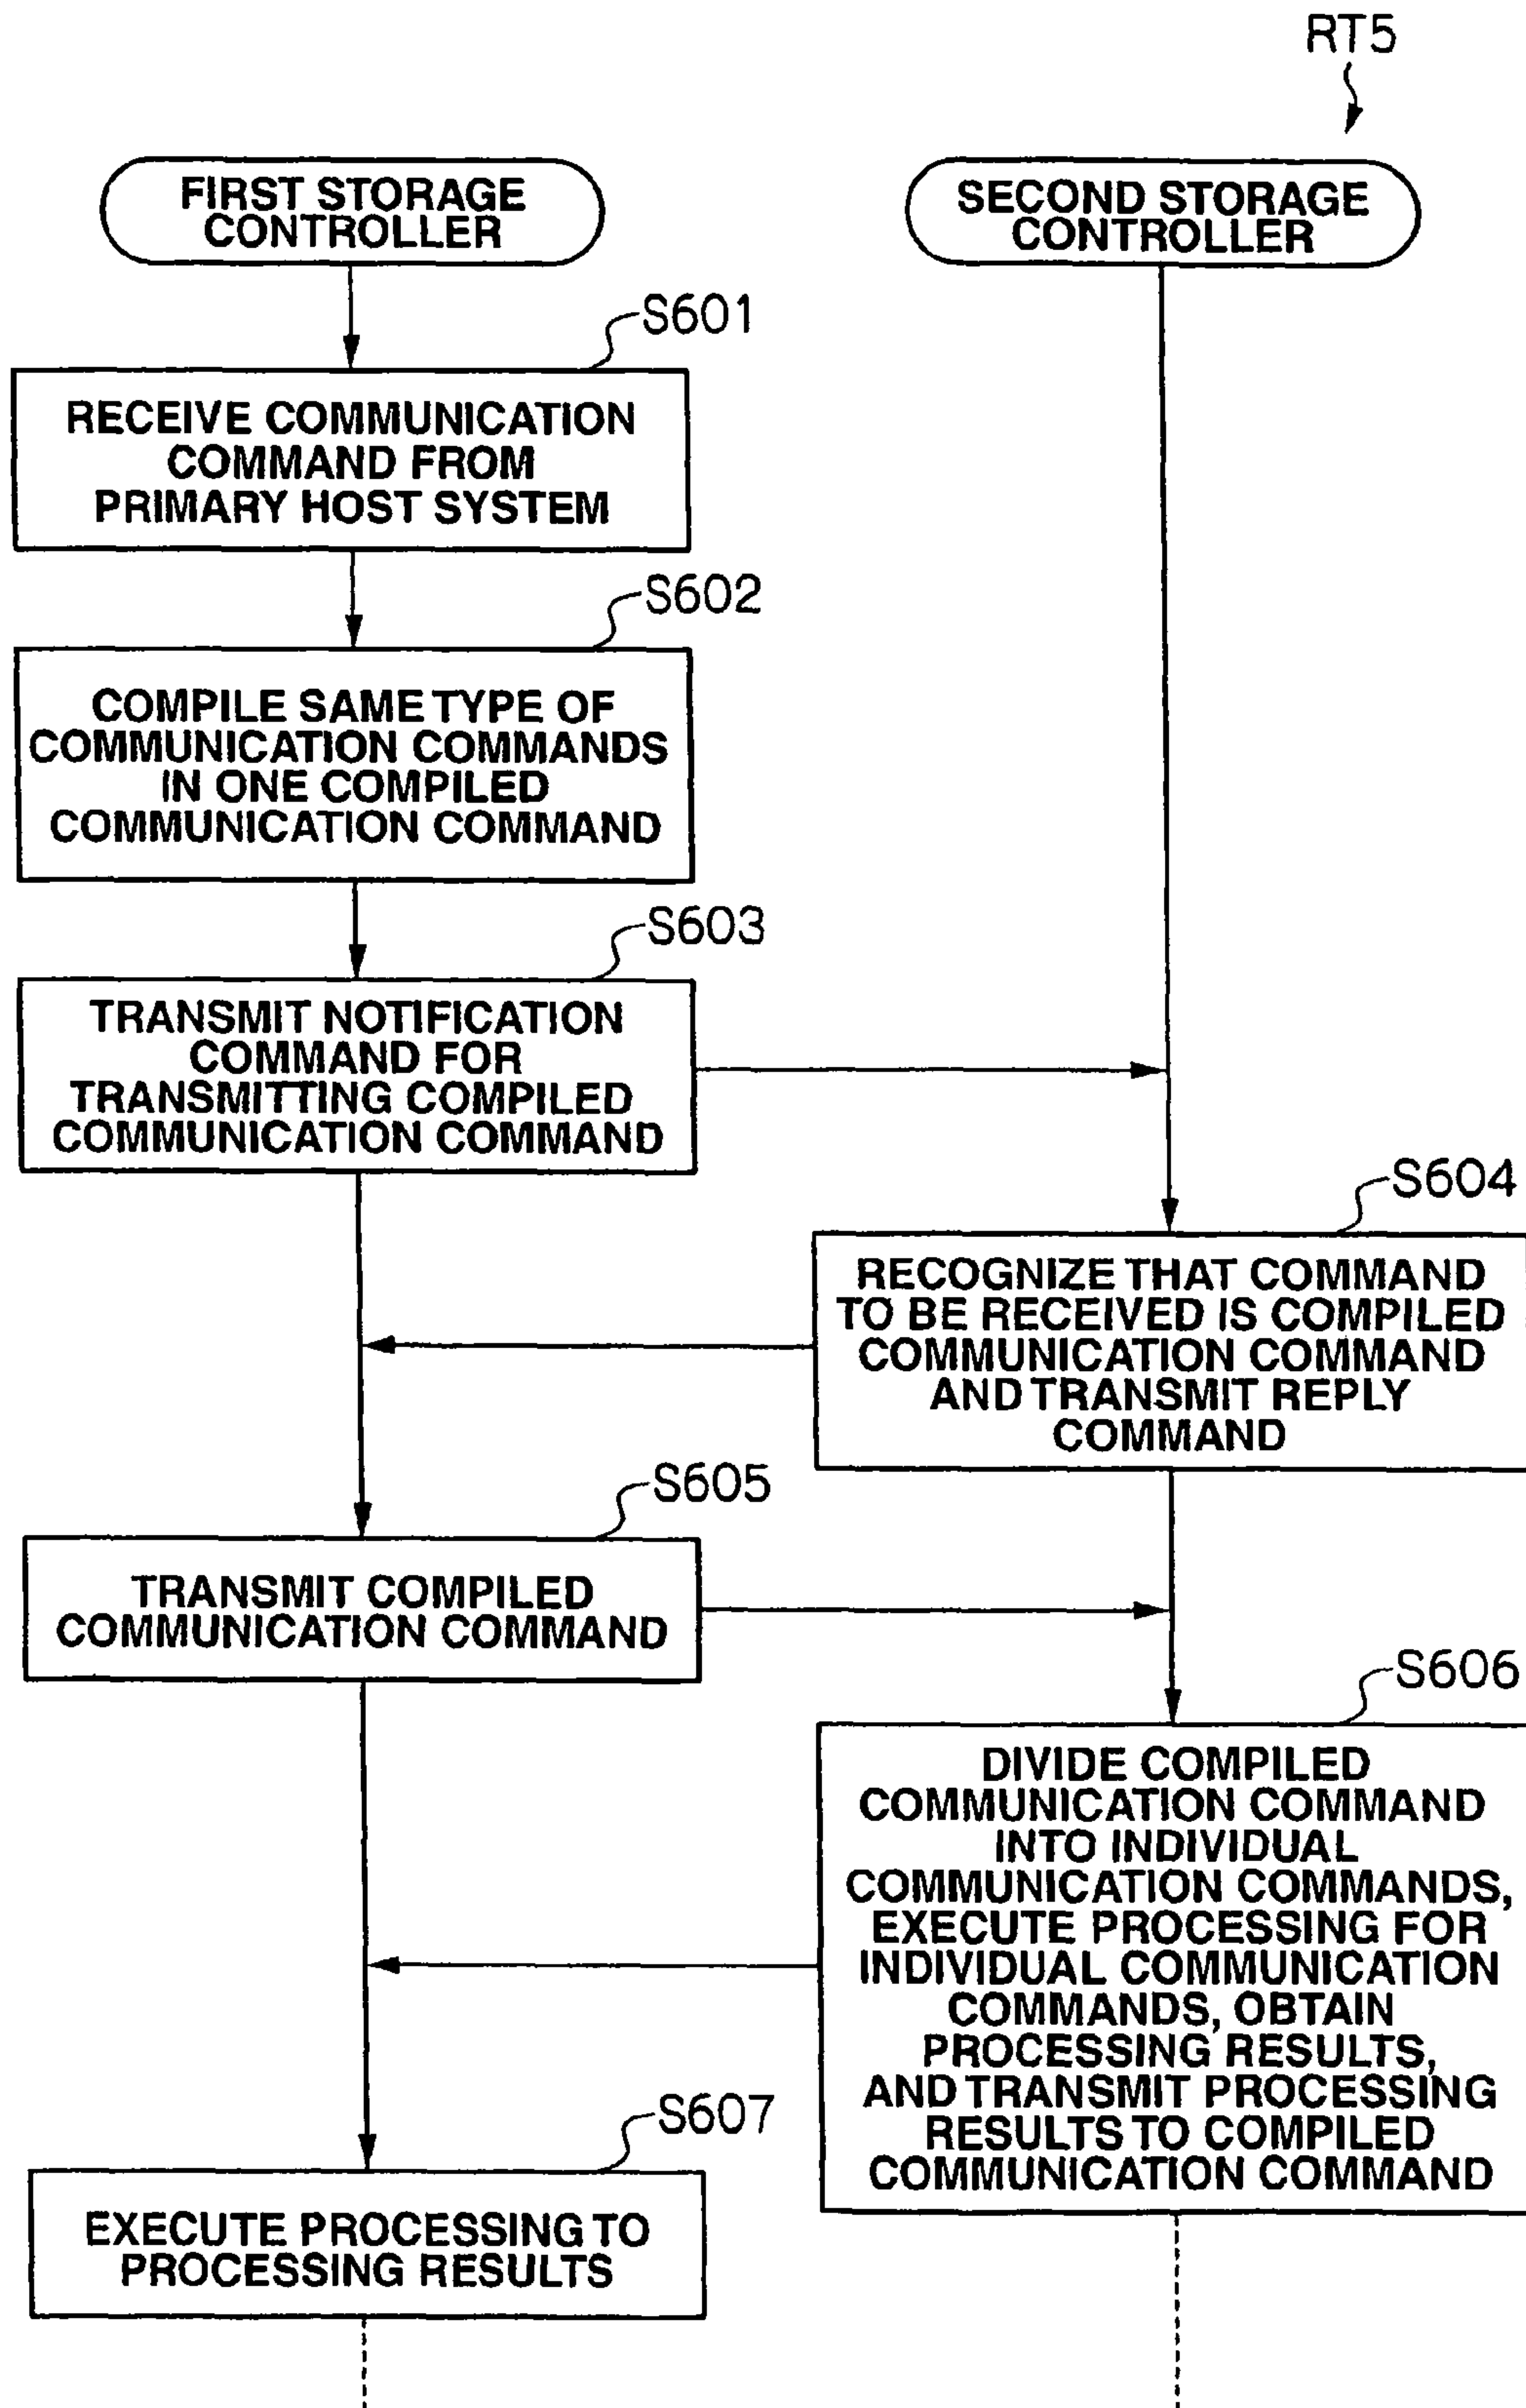 RT5
FIRST STORAGE
CONTROLLER
SECOND STORAGE
CONTROLLER
S601
RECEIVE COMMUNICATION
COMMAND FROM
PRIMARY HOST SYSTEM
S602
COMPILE SAME TYPE OF
COMMUNICATION COMMANDS
IN ONE COMPILED
COMMUNICATION COMMAND
S603
TRANSMIT NOTIFICATION
COMMAND FOR
TRANSMITTING COMPILED
COMMUNICATION COMMAND
S604
RECOGNIZE THAT COMMAND
TO BE RECEIVED IS COMPILED
COMMUNICATION COMMAND
AND TRANSMIT REPLY
COMMAND
S605
TRANSMIT COMPILED
COMMUNICATION COMMAND
S606
DIVIDE COMPILED
COMMUNICATION COMMAND
INTO INDIVIDUAL
COMMUNICATION COMMANDS,
EXECUTE PROCESSING FOR
INDIVIDUAL COMMUNICATION
COMMANDS, OBTAIN
PROCESSING RESULTS,
AND TRANSMIT PROCESSING
RESULTS TO COMPILED
COMMUNICATION COMMAND
S607
EXECUTE PROCESSING TO
PROCESSING RESULTS